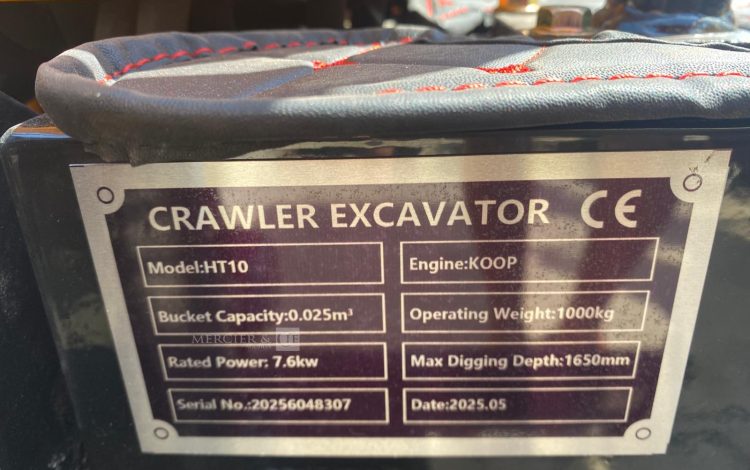 CRAWLER EXCAVATOR CE
Model:HT10
Engine:KOOP
Bucket Capacity:0.025m³
Operating Weight:1000kg
MERCIER &
Rated Power: 7.6kw
Max Digging Depth:1650mm
Serial No.:20256048307
Date:2025.05